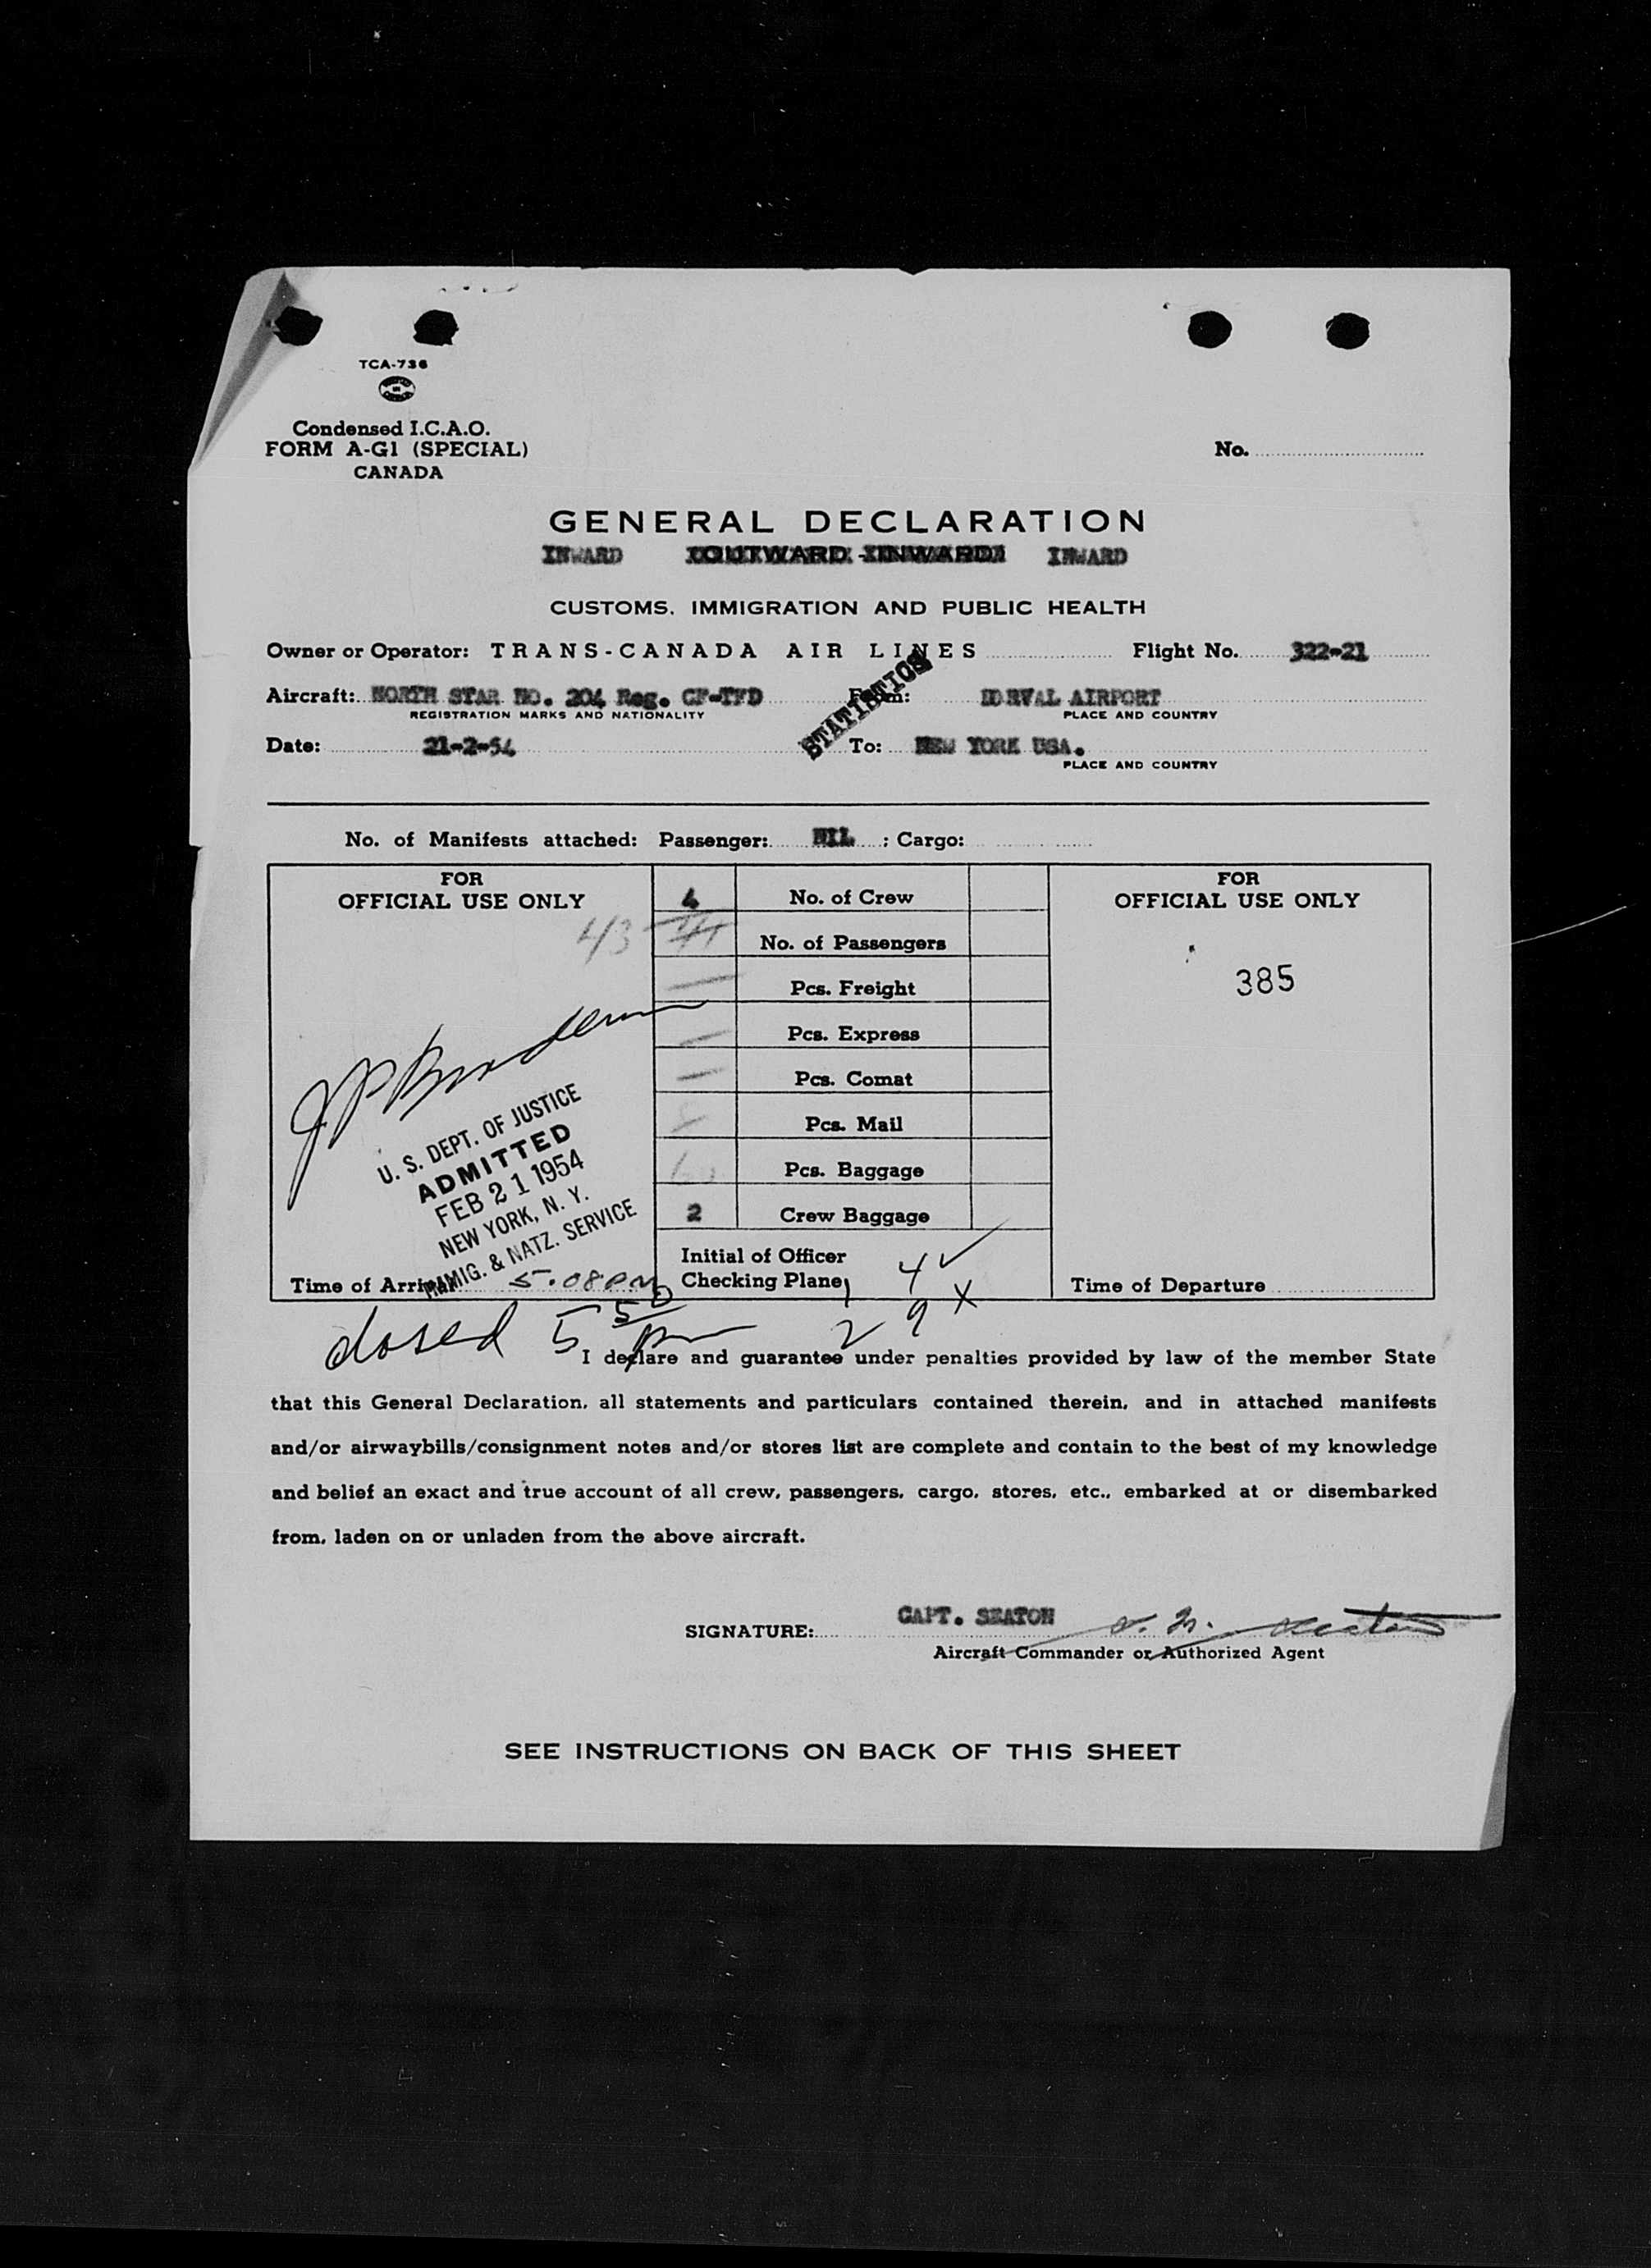 TCA-736
Condensed I.C.A.O.
FORM A-G1 (SPECIAL)
CANADA
No.
GENERAL DECLARATION
INWARD OUTWARD - INWARD INWARD
CUSTOMS, IMMIGRATION AND PUBLIC HEALTH
Owner or Operator: TRANS-CANADA AIR LINES Flight No. 322-21
STATISTICS
Aircraft: NORTH STAR NO. 204 Reg. CF-TFD From: DORVAL AIRPORT
REGISTRATION MARKS AND NATIONALITY PLACE AND COUNTRY
Date: 21-2-54 To: NEW YORK USA.
PLACE AND COUNTRY
No. of Manifests attached: Passenger: NIL ; Cargo:
FOR
OFFICIAL USE ONLY
4 No. of Crew
43 No. of Passengers
Pcs. Freight
Pcs. Express
Pcs. Comat
Pcs. Mail
Pcs. Baggage
2 Crew Baggage
Initial of Officer
Checking Plane
4 ✓
2 9 X
FOR
OFFICIAL USE ONLY
385
U. S. DEPT. OF JUSTICE
ADMITTED
FEB 21 1954
NEW YORK, N. Y.
IMMIG. & NATZ. SERVICE
Time of Arrival 5.08 PM
Time of Departure
closed 5 50 pm
I declare and guarantee under penalties provided by law of the member State
that this General Declaration, all statements and particulars contained therein, and in attached manifests
and/or airwaybills/consignment notes and/or stores list are complete and contain to the best of my knowledge
and belief an exact and true account of all crew, passengers, cargo, stores, etc., embarked at or disembarked
from, laden on or unladen from the above aircraft.
SIGNATURE: CAPT. SEATON
Aircraft Commander or Authorized Agent
SEE INSTRUCTIONS ON BACK OF THIS SHEET